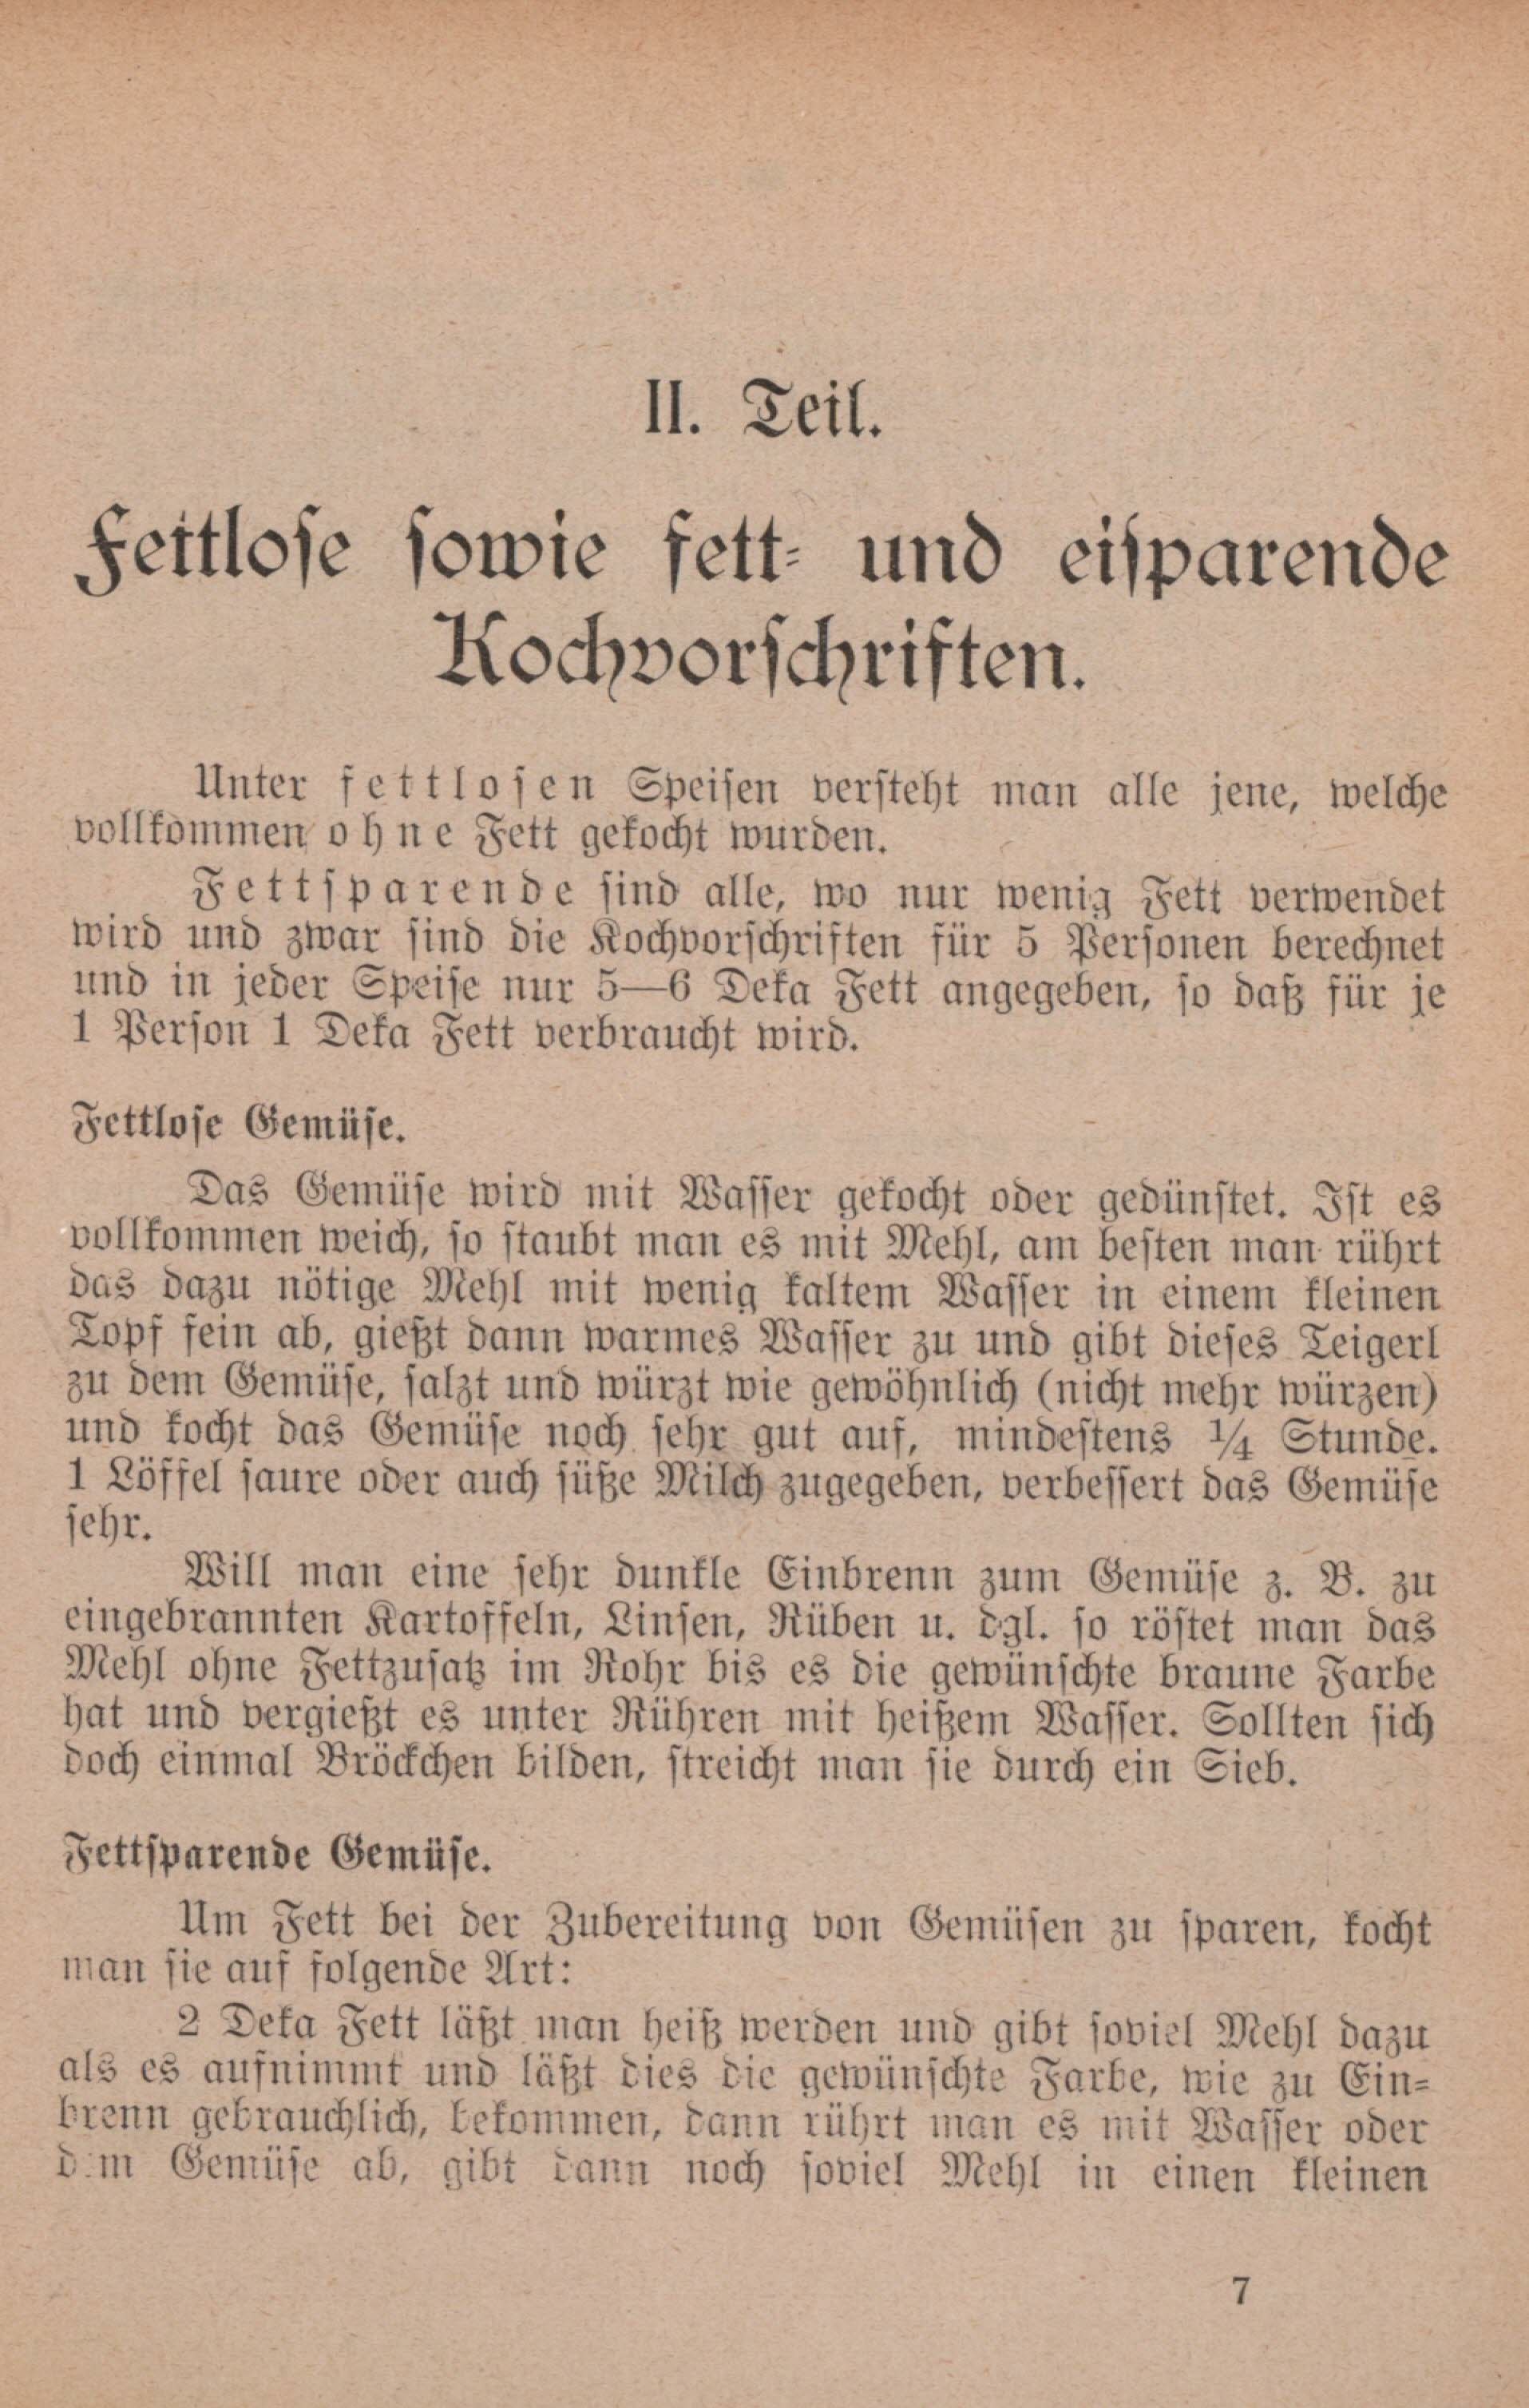 II. Teil.
Fettlose sowie fett- und eisparende
Kochvorschriften.
Unter fettlosen Speisen versteht man alle jene, welche
vollkommen ohne Fett gekocht wurden.
Fettsparende sind alle, wo nur wenig Fett verwendet
wird und zwar sind die Kochvorschriften für 5 Personen berechnet
und in jeder Speise nur 5—6 Deka Fett angegeben, so daß für je
1 Person 1 Deka Fett verbraucht wird.
Fettlose Gemüse.
Das Gemüse wird mit Wasser gekocht oder gedünstet. Ist es
vollkommen weich, so staubt man es mit Mehl, am besten man rührt
das dazu nötige Mehl mit wenig kaltem Wasser in einem kleinen
Topf fein ab, gießt dann warmes Wasser zu und gibt dieses Teigerl
zu dem Gemüse, salzt und würzt wie gewöhnlich (nicht mehr würzen)
und kocht das Gemüse noch sehr gut auf, mindestens 1/4 Stunde.
1 Löffel saure oder auch süße Milch zugegeben, verbessert das Gemüse
sehr.
Will man eine sehr dunkle Einbrenn zum Gemüse z. B. zu
eingebrannten Kartoffeln, Linsen, Rüben u. dgl. so röstet man das
Mehl ohne Fettzusatz im Rohr bis es die gewünschte braune Farbe
hat und vergießt es unter Rühren mit heißem Wasser. Sollten sich
doch einmal Bröckchen bilden, streicht man sie durch ein Sieb.
Fettsparende Gemüse.
Um Fett bei der Zubereitung von Gemüsen zu sparen, kocht
man sie auf folgende Art:
2 Deka Fett läßt man heiß werden und gibt soviel Mehl dazu
als es aufnimmt und läßt dies die gewünschte Farbe, wie zu Ein-
brenn gebrauchlich, bekommen, dann rührt man es mit Wasser oder
dem Gemüse ab, gibt dann noch soviel Mehl in einen kleinen
7